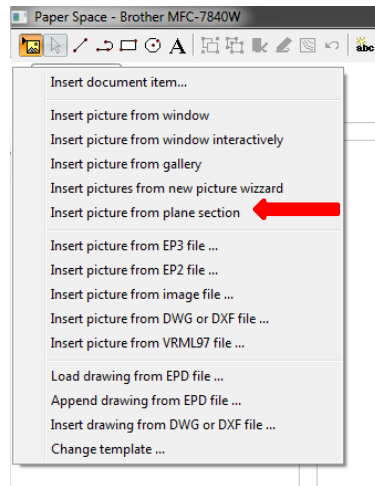 Paper Space - Brother MFC-7840W
A abc
Insert document item...
Insert picture from window
Insert picture from window interactively
Insert picture from gallery
Insert pictures from new picture wizzard
Insert picture from plane section
Insert picture from EP3 file ...
Insert picture from EP2 file ...
Insert picture from image file ...
Insert picture from DWG or DXF file ...
Insert picture from VRML97 file ...
Load drawing from EPD file ...
Append drawing from EPD file ...
Insert drawing from DWG or DXF file ...
Change template ...